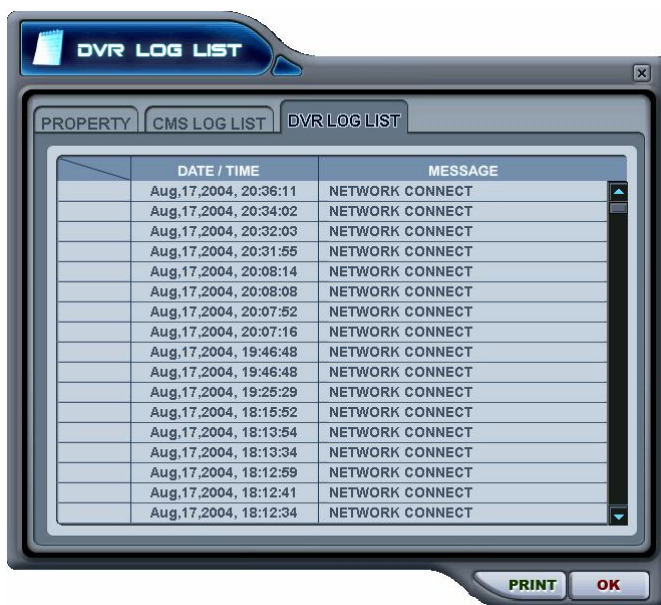 DVR LOG LIST
PROPERTY CMS LOG LIST DVR LOG LIST
DATE / TIME MESSAGE
Aug,17,2004, 20:36:11 NETWORK CONNECT
Aug,17,2004, 20:34:02 NETWORK CONNECT
Aug,17,2004, 20:32:03 NETWORK CONNECT
Aug,17,2004, 20:31:55 NETWORK CONNECT
Aug,17,2004, 20:08:14 NETWORK CONNECT
Aug,17,2004, 20:08:08 NETWORK CONNECT
Aug,17,2004, 20:07:52 NETWORK CONNECT
Aug,17,2004, 20:07:16 NETWORK CONNECT
Aug,17,2004, 19:46:48 NETWORK CONNECT
Aug,17,2004, 19:46:48 NETWORK CONNECT
Aug,17,2004, 19:25:29 NETWORK CONNECT
Aug,17,2004, 18:15:52 NETWORK CONNECT
Aug,17,2004, 18:13:54 NETWORK CONNECT
Aug,17,2004, 18:13:34 NETWORK CONNECT
Aug,17,2004, 18:12:59 NETWORK CONNECT
Aug,17,2004, 18:12:41 NETWORK CONNECT
Aug,17,2004, 18:12:34 NETWORK CONNECT
PRINT OK